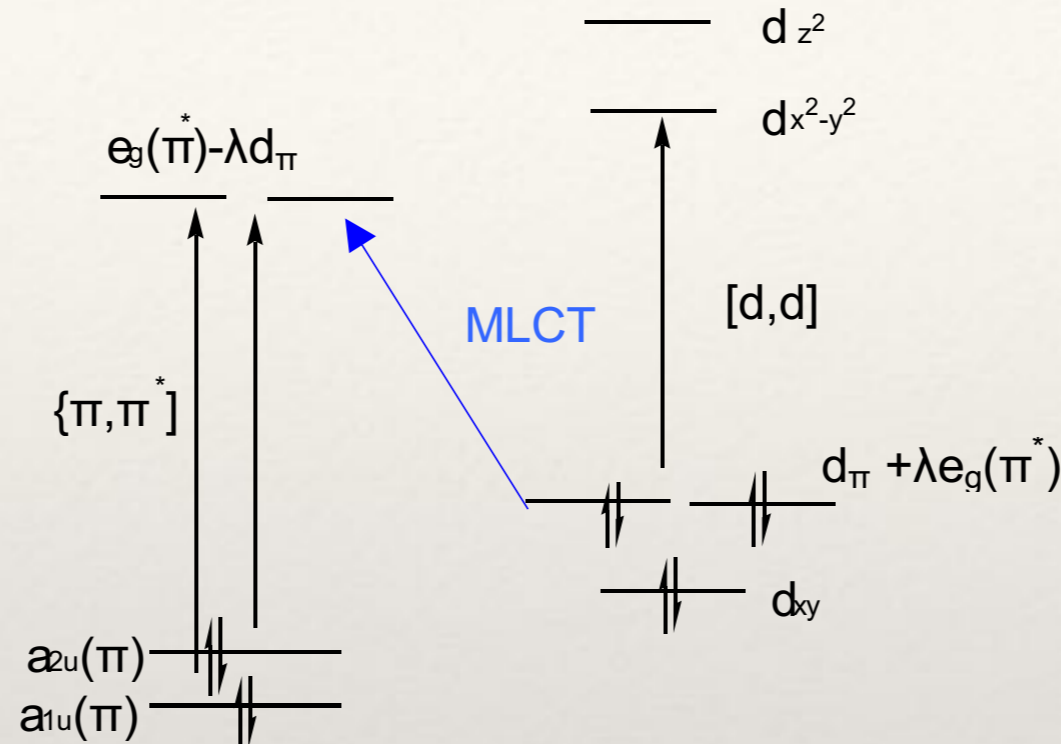 d z²
dx²-y²
eg(π*)-λdπ
[d,d]
MLCT
{π,π*]
dπ +λeg(π*)
dxy
a2u(π)
a1u(π)